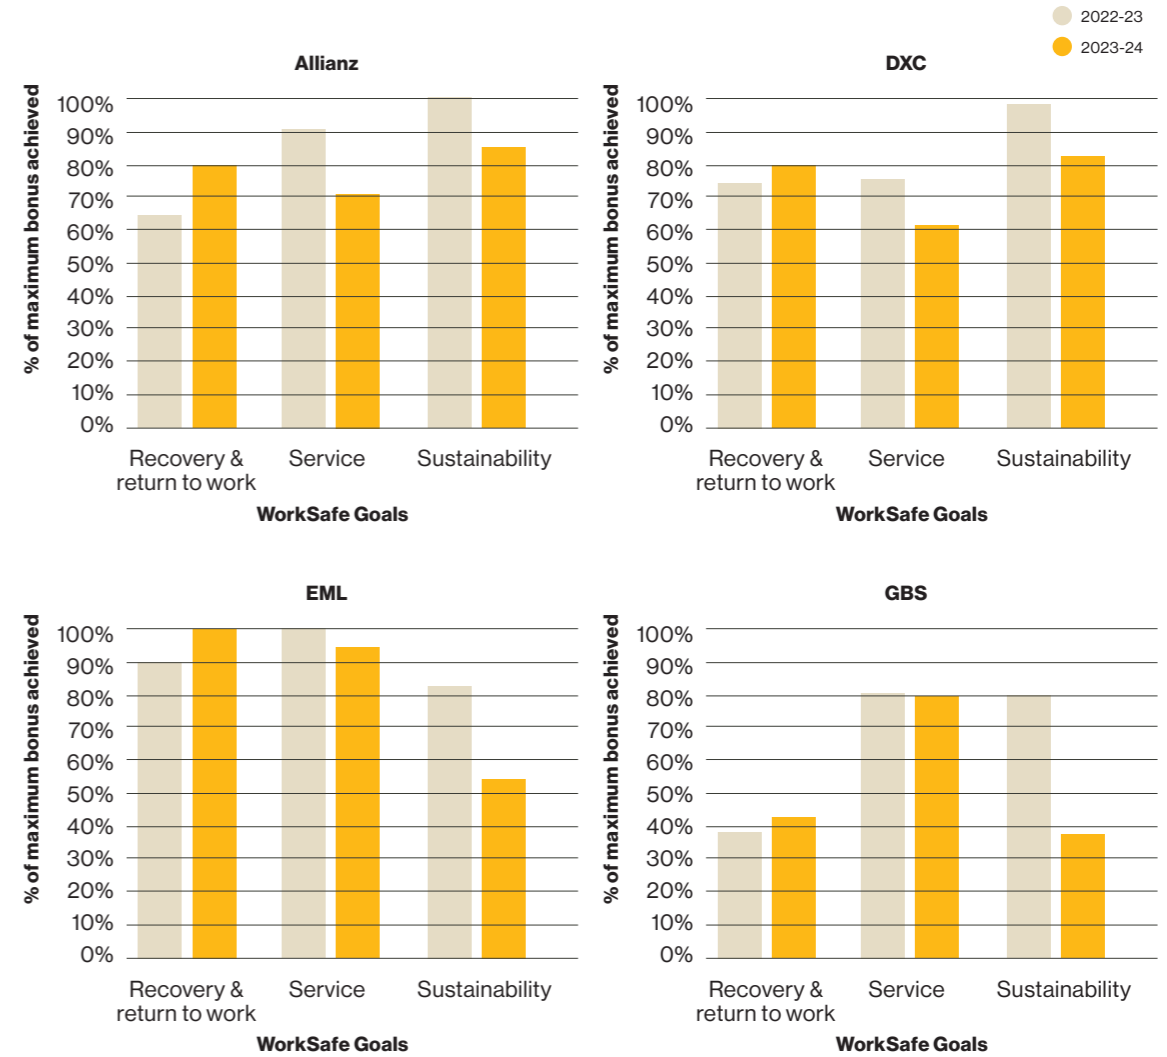 2022-23
2023-24
Allianz
% of maximum bonus achieved
100%
90%
80%
70%
60%
50%
40%
30%
20%
10%
0%
Recovery &
return to work
Service
Sustainability
WorkSafe Goals
DXC
% of maximum bonus achieved
100%
90%
80%
70%
60%
50%
40%
30%
20%
10%
0%
Recovery &
return to work
Service
Sustainability
WorkSafe Goals
EML
% of maximum bonus achieved
100%
90%
80%
70%
60%
50%
40%
30%
20%
10%
0%
Recovery &
return to work
Service
Sustainability
WorkSafe Goals
GBS
% of maximum bonus achieved
100%
90%
80%
70%
60%
50%
40%
30%
20%
10%
0%
Recovery &
return to work
Service
Sustainability
WorkSafe Goals